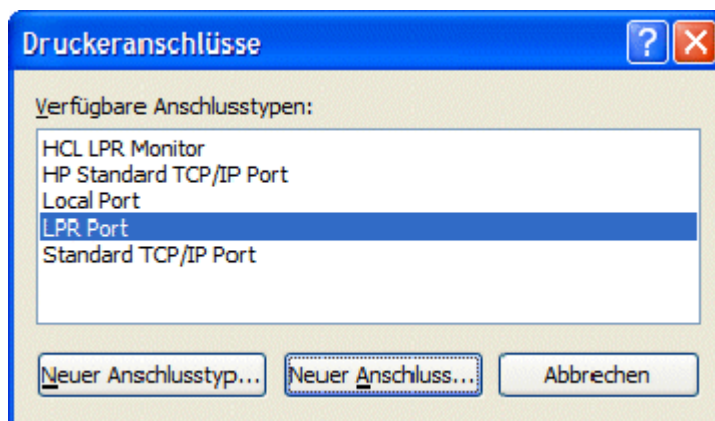 Druckeranschlüsse
Verfügbare Anschlusstypen:
HCL LPR Monitor
HP Standard TCP/IP Port
Local Port
LPR Port
Standard TCP/IP Port
Neuer Anschlusstyp... Neuer Anschluss... Abbrechen